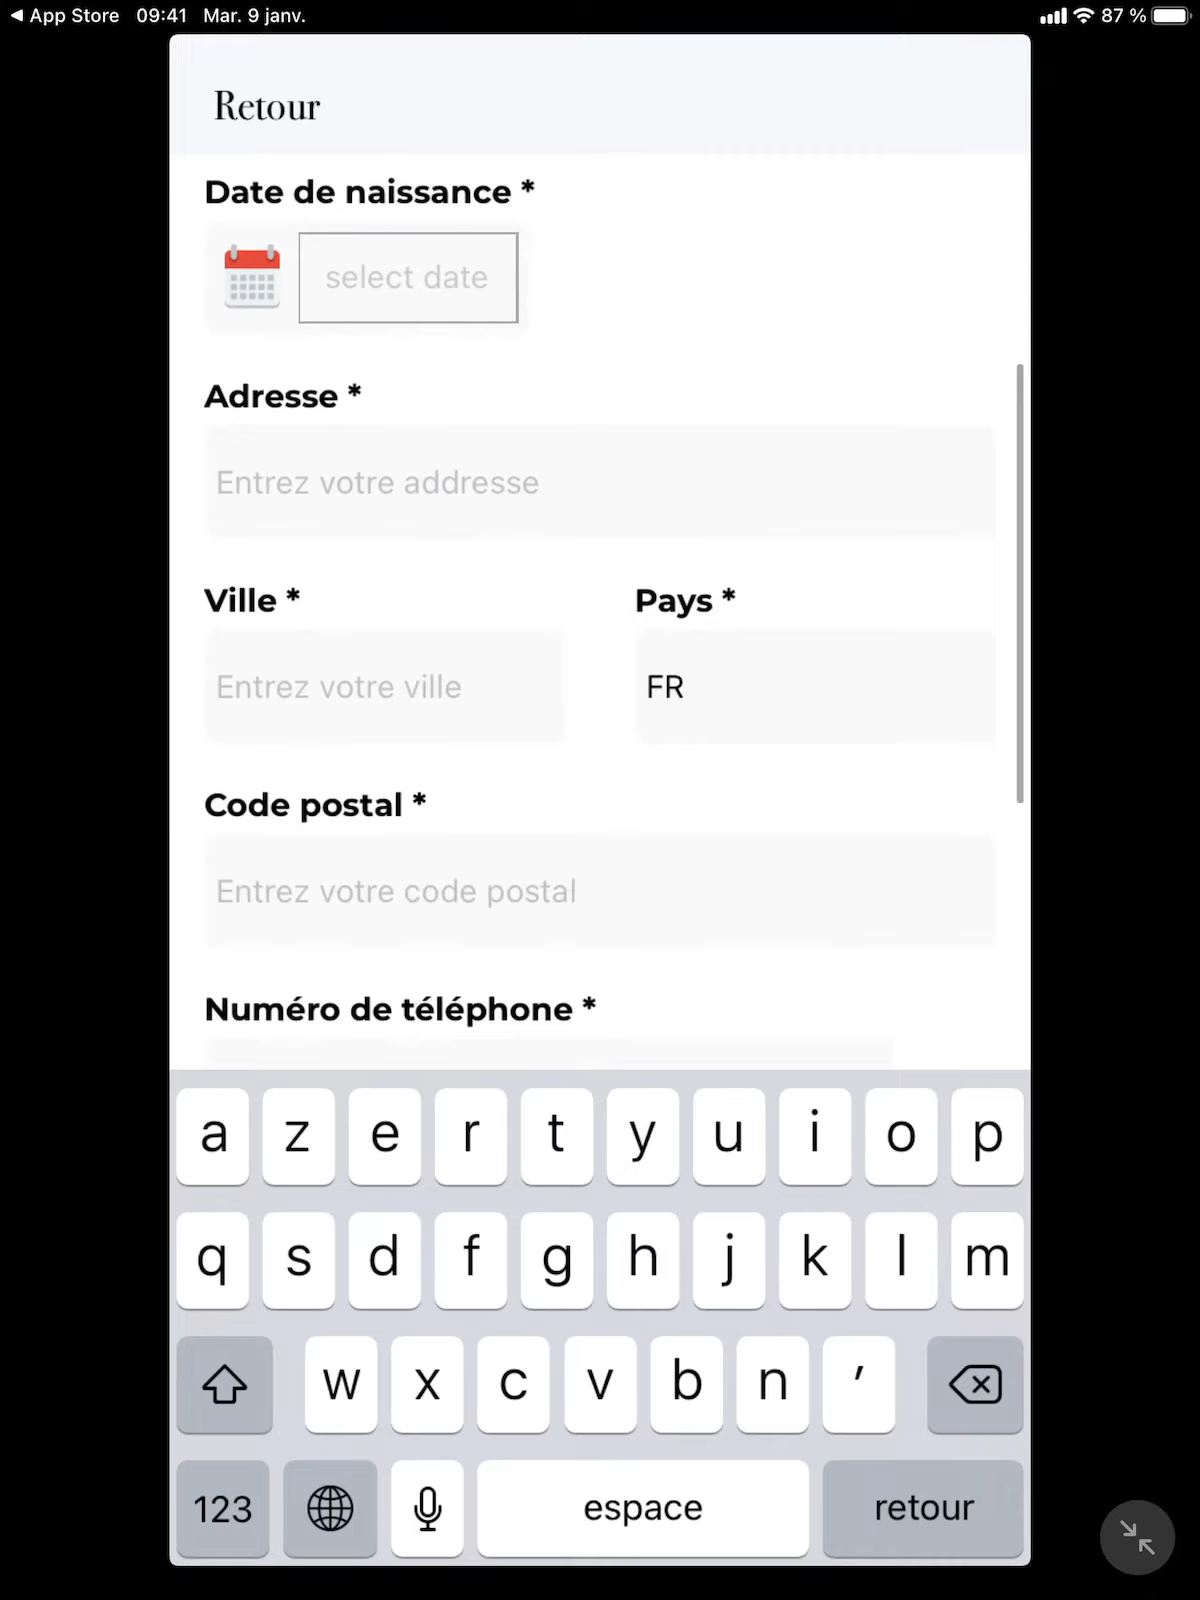 ◀ App Store 09:41 Mar. 9 janv. 87 %
Retour
Date de naissance *
select date
Adresse *
Entrez votre addresse
Ville * Pays *
Entrez votre ville FR
Code postal *
Entrez votre code postal
Numéro de téléphone *
a z e r t y u i o p
q s d f g h j k l m
w x c v b n ’
123 espace retour